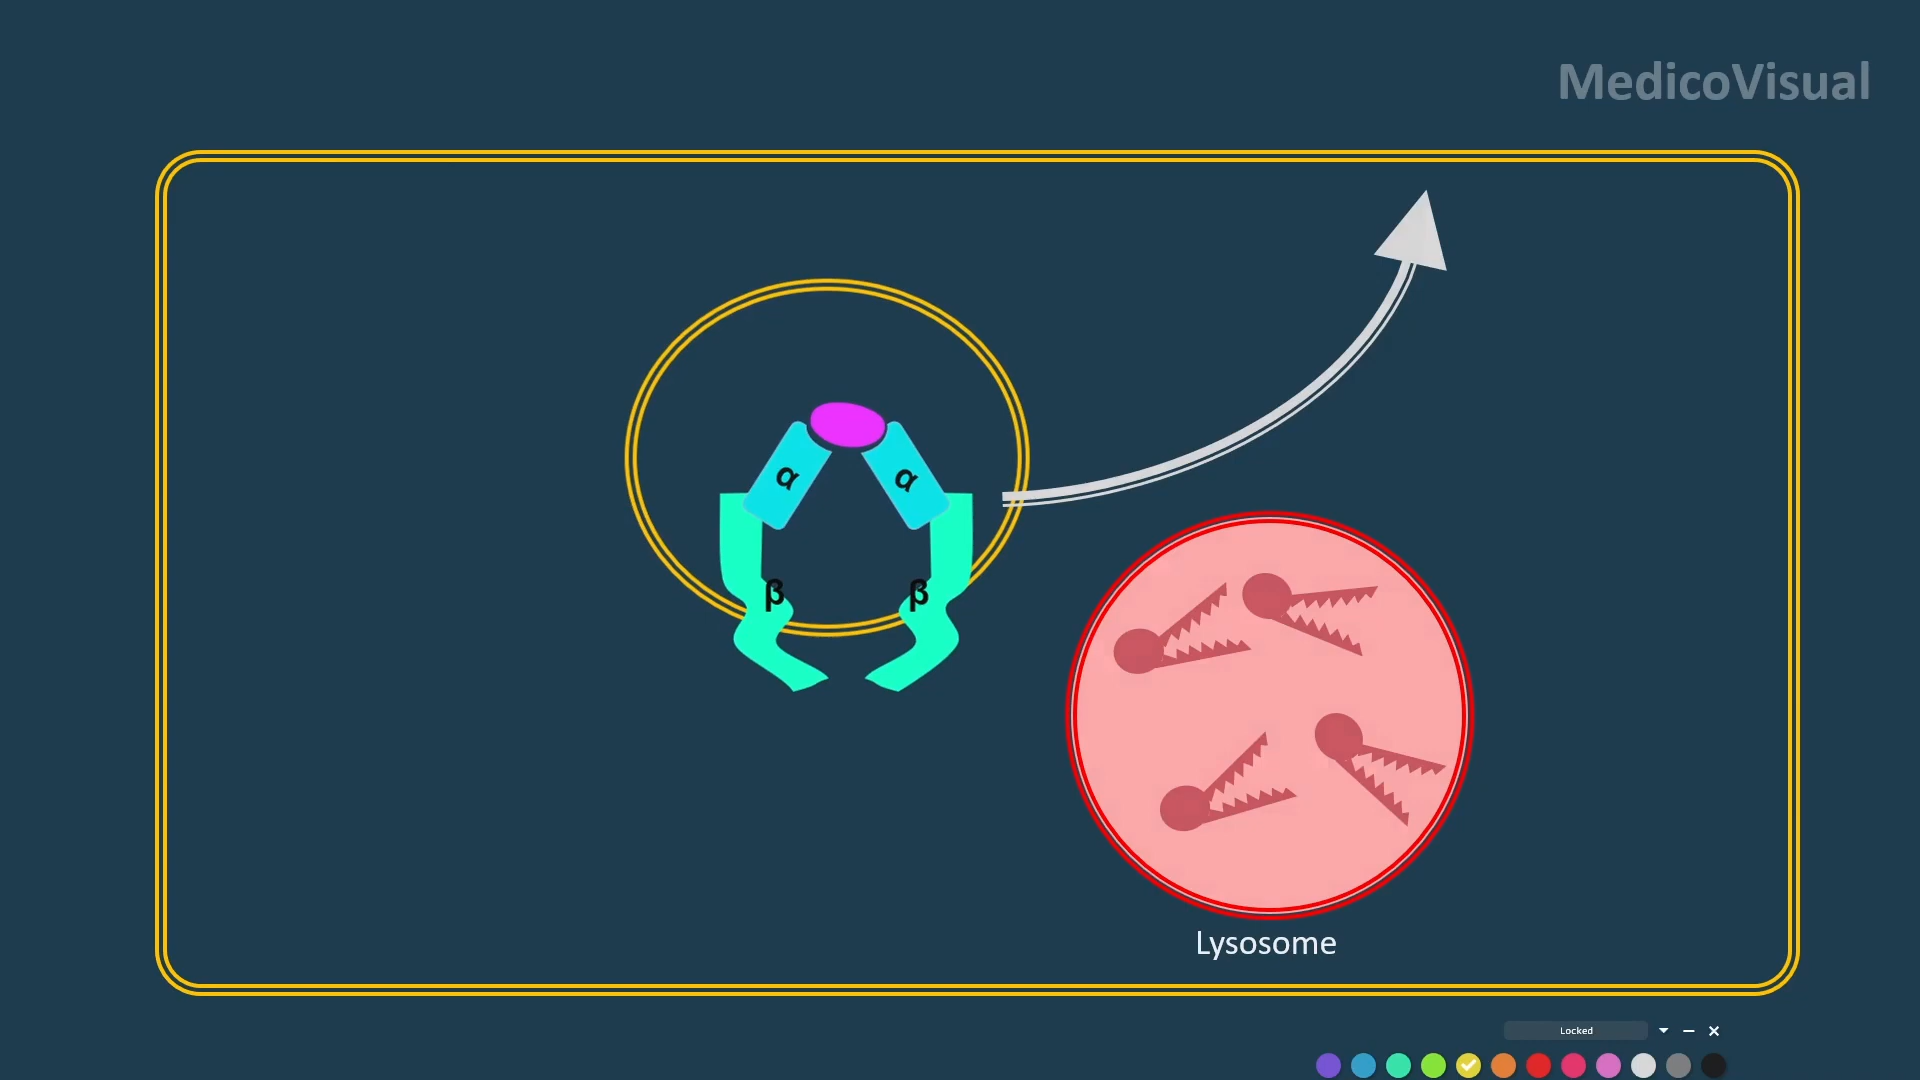 MedicoVisual
α α
β β
Lysosome
Locked